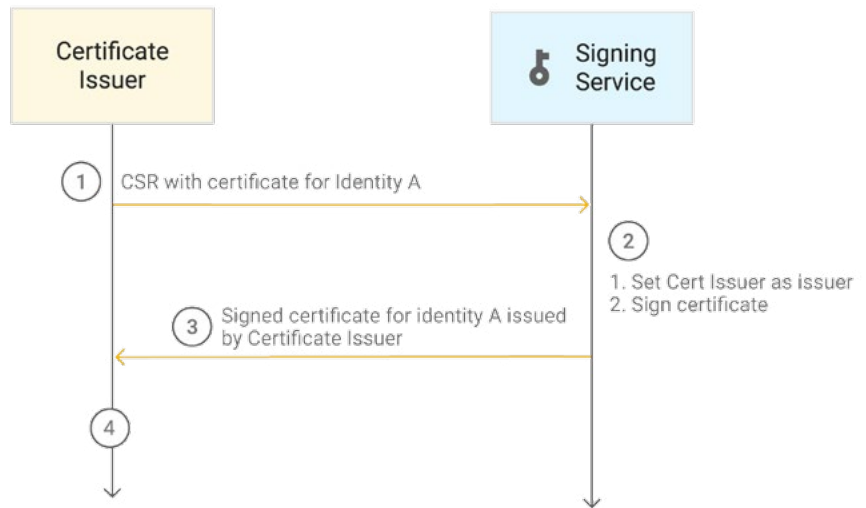 Certificate
Issuer
Signing
Service
1
CSR with certificate for Identity A
2
1. Set Cert Issuer as issuer
2. Sign certificate
3
Signed certificate for identity A issued
by Certificate Issuer
4